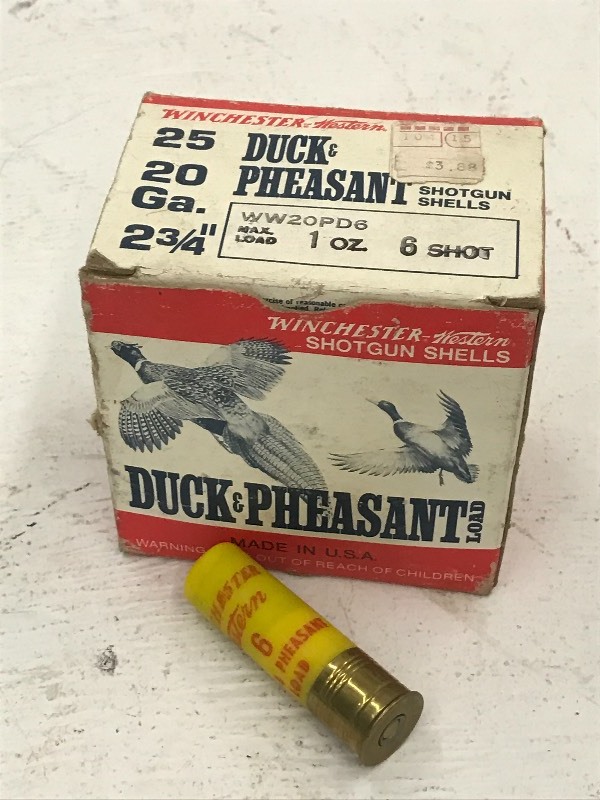 WINCHESTER-Western
25
20
Ga.
2¾"
DUCK &
PHEASANT SHOTGUN
SHELLS
$3.88
WW20PD6
MAX.
LOAD 1 OZ. 6 SHOT
WINCHESTER-Western
SHOTGUN SHELLS
DUCK & PHEASANT LOAD
MADE IN U.S.A.
WARNING OUT OF REACH OF CHILDREN
6
PHEASANT
LOAD